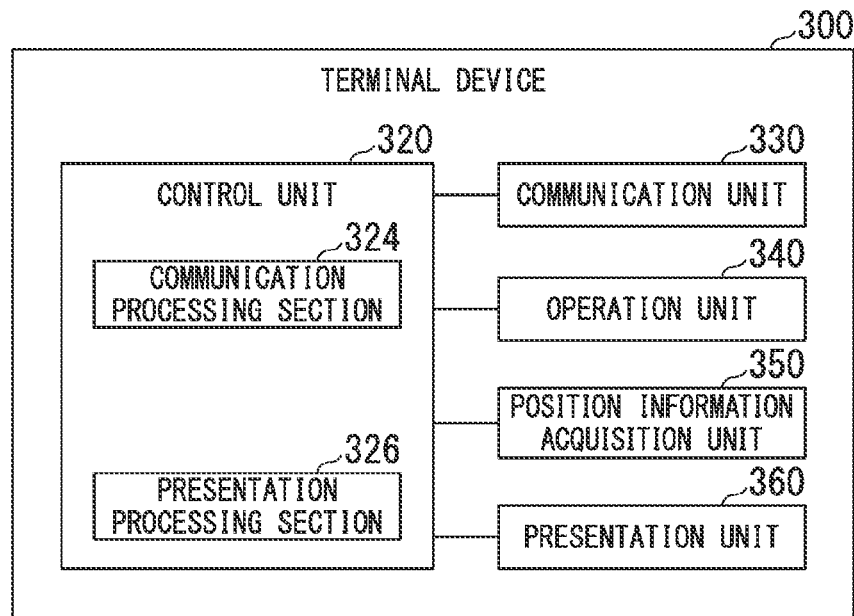 300
TERMINAL DEVICE
320
CONTROL UNIT
324
COMMUNICATION
PROCESSING SECTION
326
PRESENTATION
PROCESSING SECTION
330
COMMUNICATION UNIT
340
OPERATION UNIT
350
POSITION INFORMATION
ACQUISITION UNIT
360
PRESENTATION UNIT